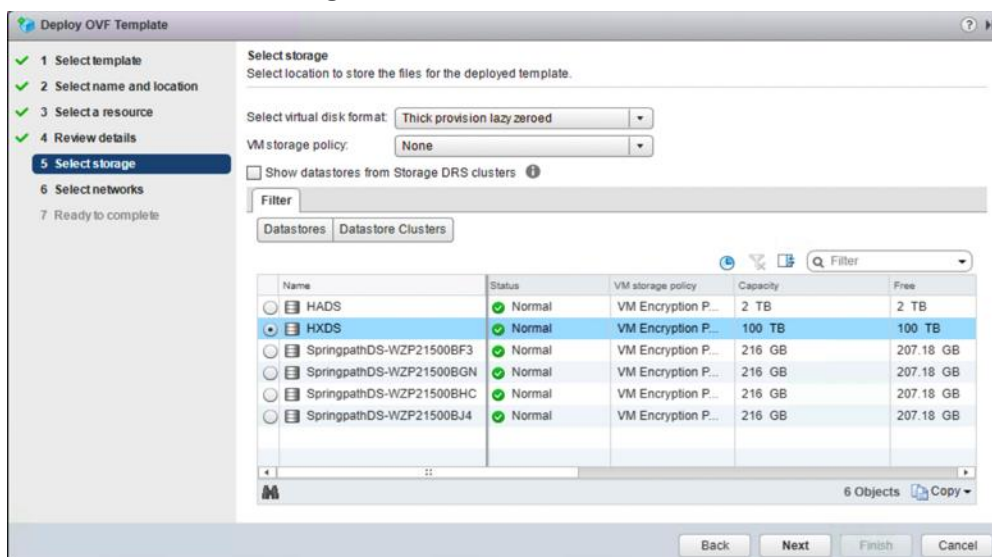 Deploy OVF Template
1 Select template
2 Select name and location
3 Select a resource
4 Review details
5 Select storage
6 Select networks
7 Ready to complete
Select storage
Select location to store the files for the deployed template.
Select virtual disk format: Thick provision lazy zeroed
VM storage policy: None
Show datastores from Storage DRS clusters
Filter
Datastores Datastore Clusters
Filter
Name Status VM storage policy Capacity Free
HADS Normal VM Encryption P... 2 TB 2 TB
HXDS Normal VM Encryption P... 100 TB 100 TB
SpringpathDS-WZP21500BF3 Normal VM Encryption P... 216 GB 207.18 GB
SpringpathDS-WZP21500BGN Normal VM Encryption P... 216 GB 207.18 GB
SpringpathDS-WZP21500BHC Normal VM Encryption P... 216 GB 207.18 GB
SpringpathDS-WZP21500BJ4 Normal VM Encryption P... 216 GB 207.18 GB
6 Objects Copy
Back Next Finish Cancel